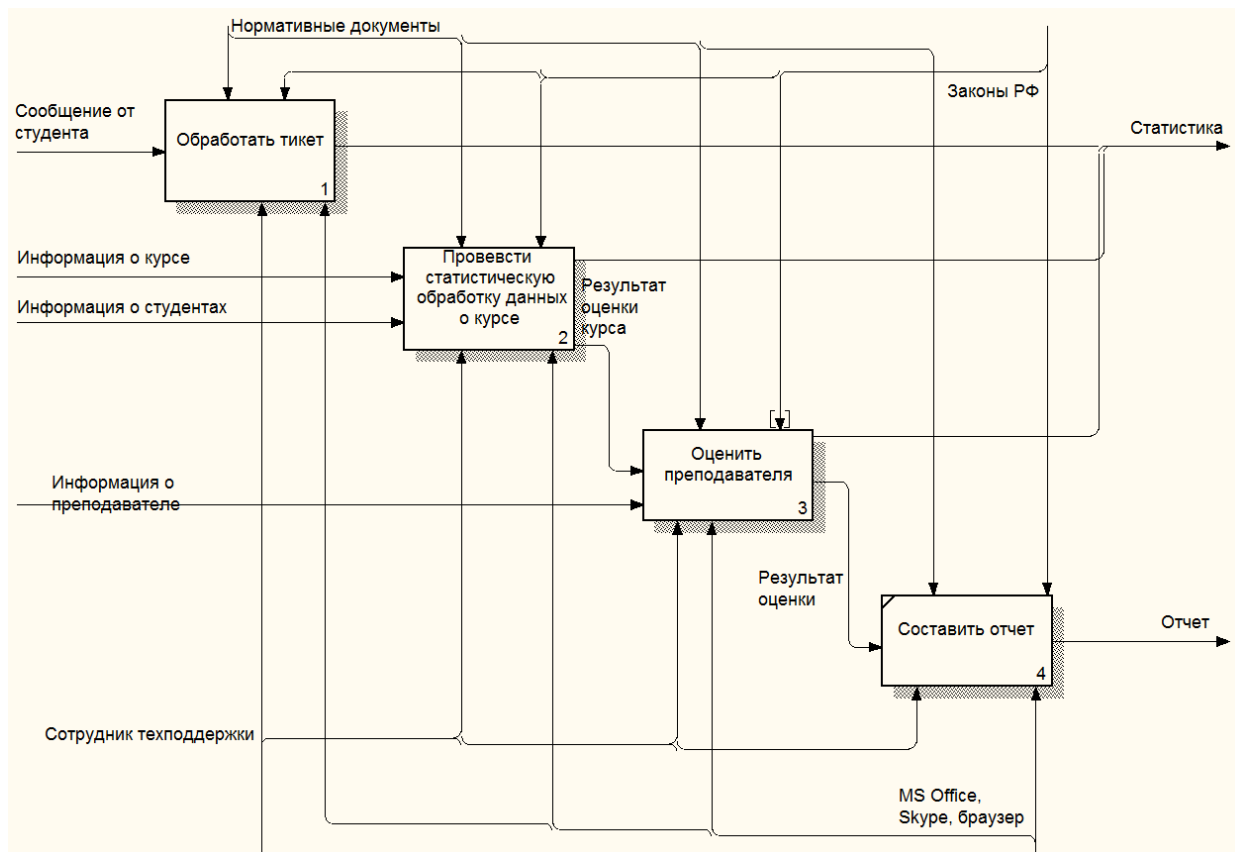 Нормативные документы
Законы РФ
Сообщение от
студента
Обработать тикет
1
Статистика
Информация о курсе
Информация о студентах
Провевсти
статистическую
обработку данных
о курсе
2
Результат
оценки
курса
Информация о
преподавателе
Оценить
преподавателя
3
Результат
оценки
Составить отчет
4
Отчет
Сотрудник техподдержки
MS Office,
Skype, браузер